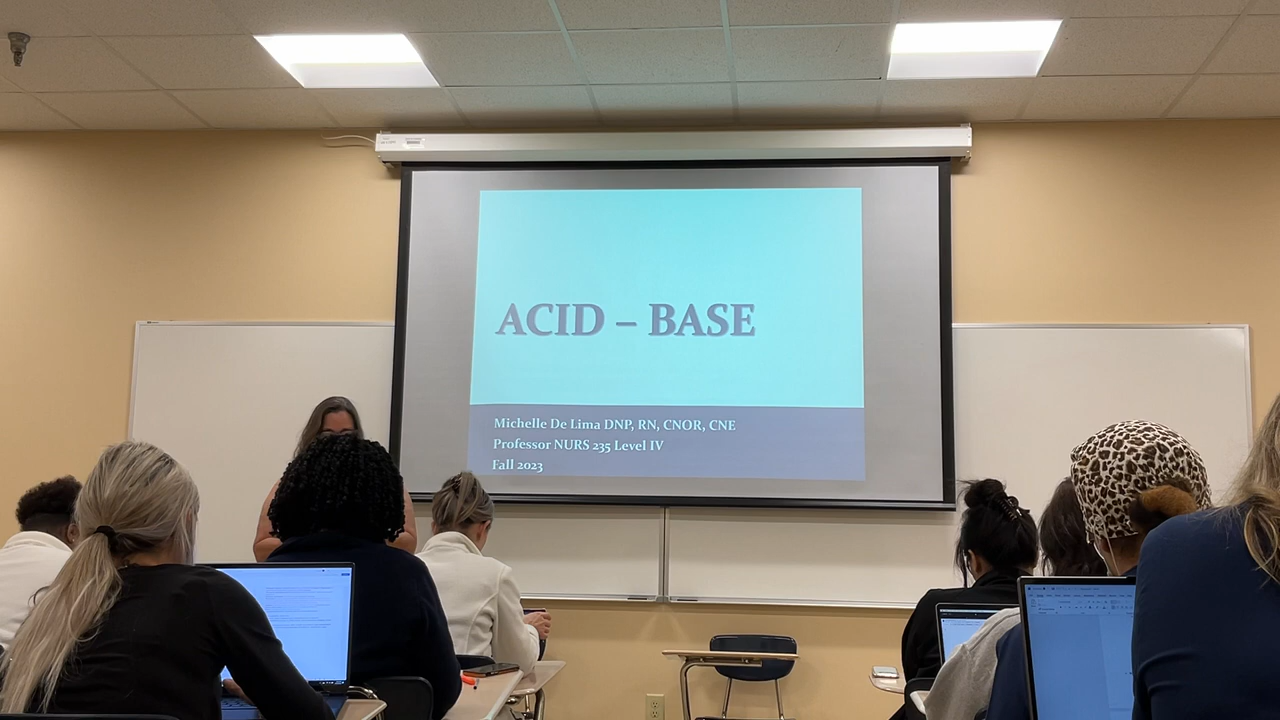 ACID – BASE
Michelle De Lima DNP, RN, CNOR, CNE
Professor NURS 235 Level IV
Fall 2023